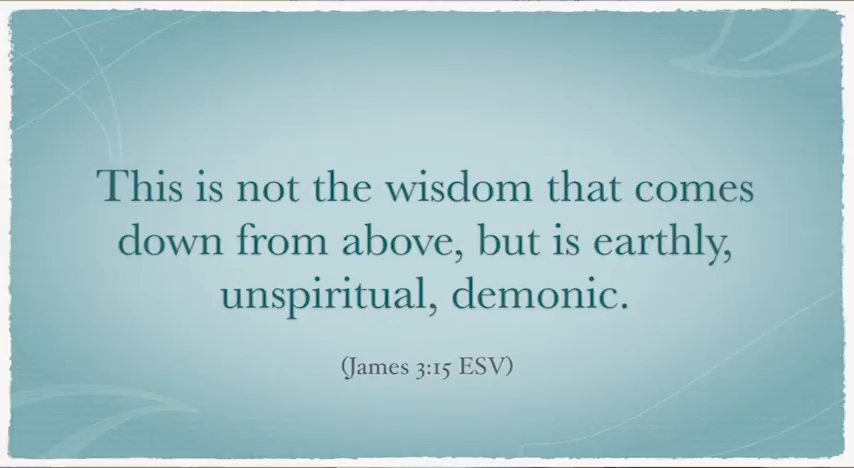 This is not the wisdom that comes
down from above, but is earthly,
unspiritual, demonic.
(James 3:15 ESV)